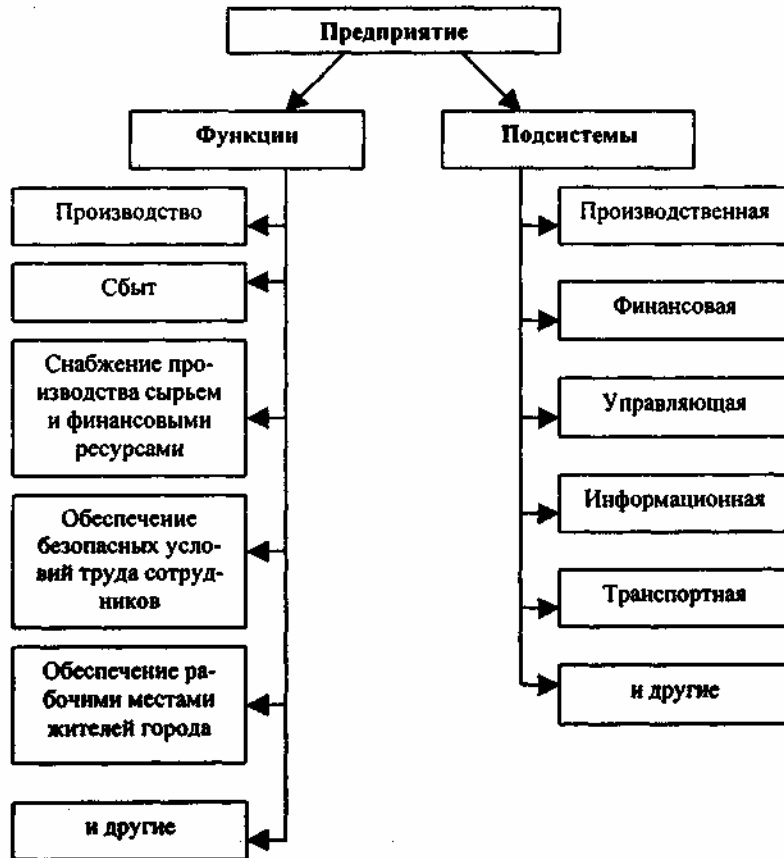 Предприятие
Функции
Производство
Сбыт
Снабжение про-
изводства сырьем
и финансовыми
ресурсами
Обеспечение
безопасных усло-
вий труда сотруд-
ников
Обеспечение ра-
бочими местами
жителей города
и другие
Подсистемы
Производственная
Финансовая
Управляющая
Информационная
Транспортная
и другие